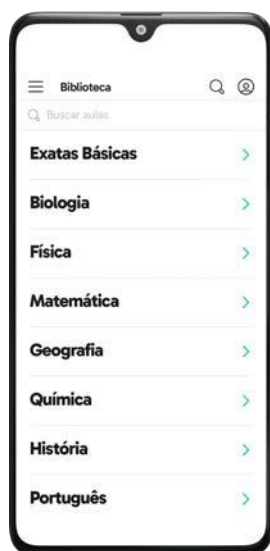 Biblioteca
Buscar aulas
Exatas Básicas
Biologia
Física
Matemática
Geografia
Química
História
Português